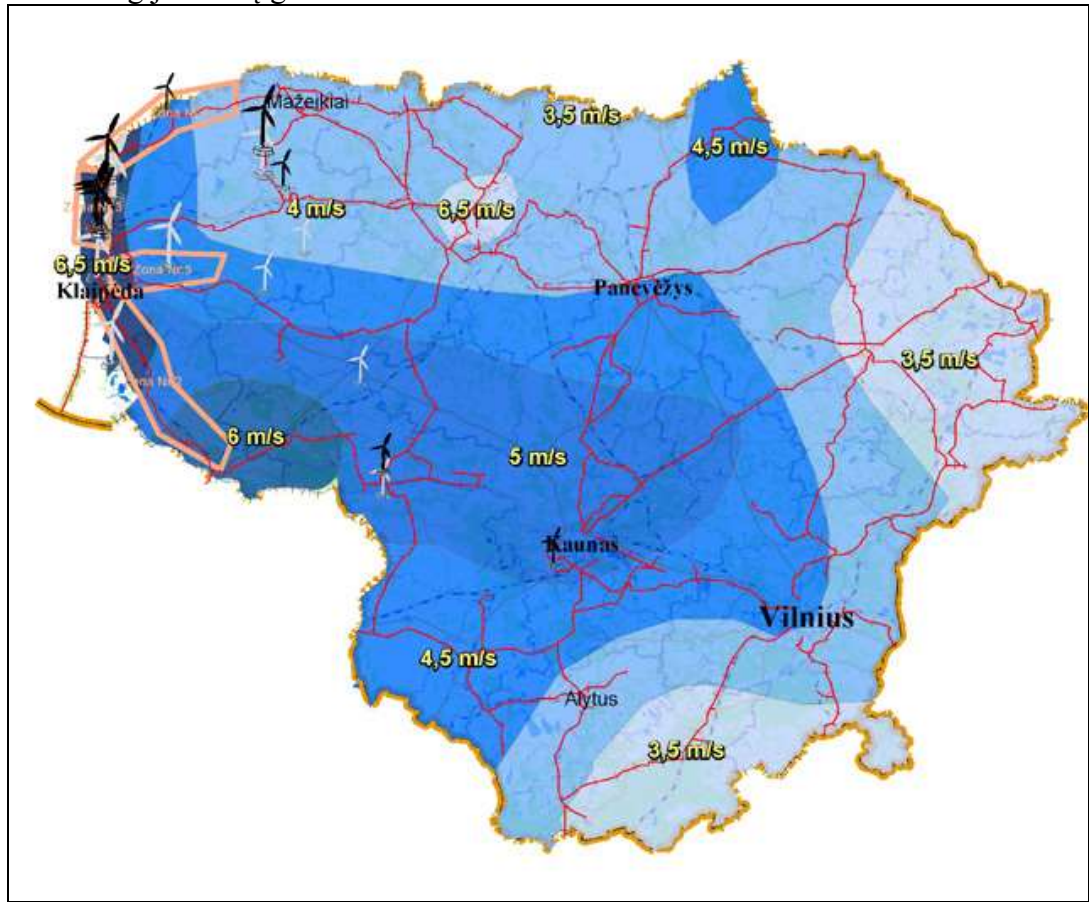 Mažeikiai
3,5 m/s
4,5 m/s
4 m/s
6,5 m/s
Zona Nr.5
6,5 m/s
Klaipėda
Panevėžys
3,5 m/s
6 m/s
5 m/s
Kaunas
Vilnius
4,5 m/s
Alytus
3,5 m/s